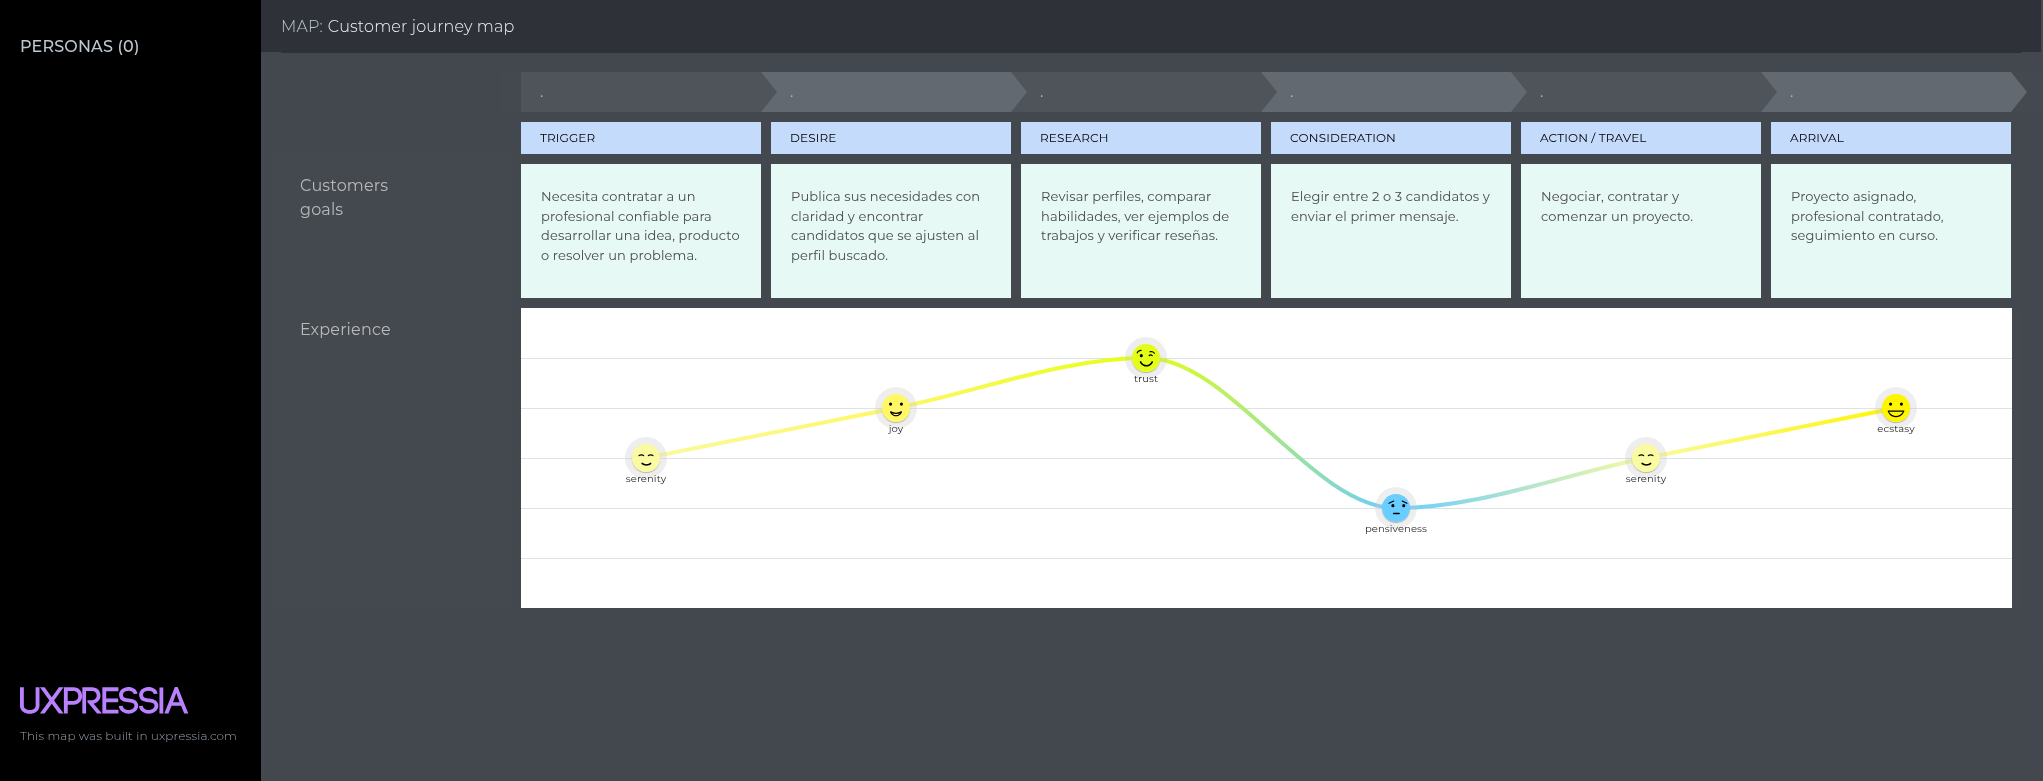 PERSONAS (0)
MAP: Customer journey map
. . . . . .
TRIGGER
DESIRE
RESEARCH
CONSIDERATION
ACTION / TRAVEL
ARRIVAL
Customers
goals
Necesita contratar a un
profesional confiable para
desarrollar una idea, producto
o resolver un problema.
Publica sus necesidades con
claridad y encontrar
candidatos que se ajusten al
perfil buscado.
Revisar perfiles, comparar
habilidades, ver ejemplos de
trabajos y verificar reseñas.
Elegir entre 2 o 3 candidatos y
enviar el primer mensaje.
Negociar, contratar y
comenzar un proyecto.
Proyecto asignado,
profesional contratado,
seguimiento en curso.
Experience
serenity
joy
trust
pensiveness
serenity
ecstasy
UXPRESSIA
This map was built in uxpressia.com